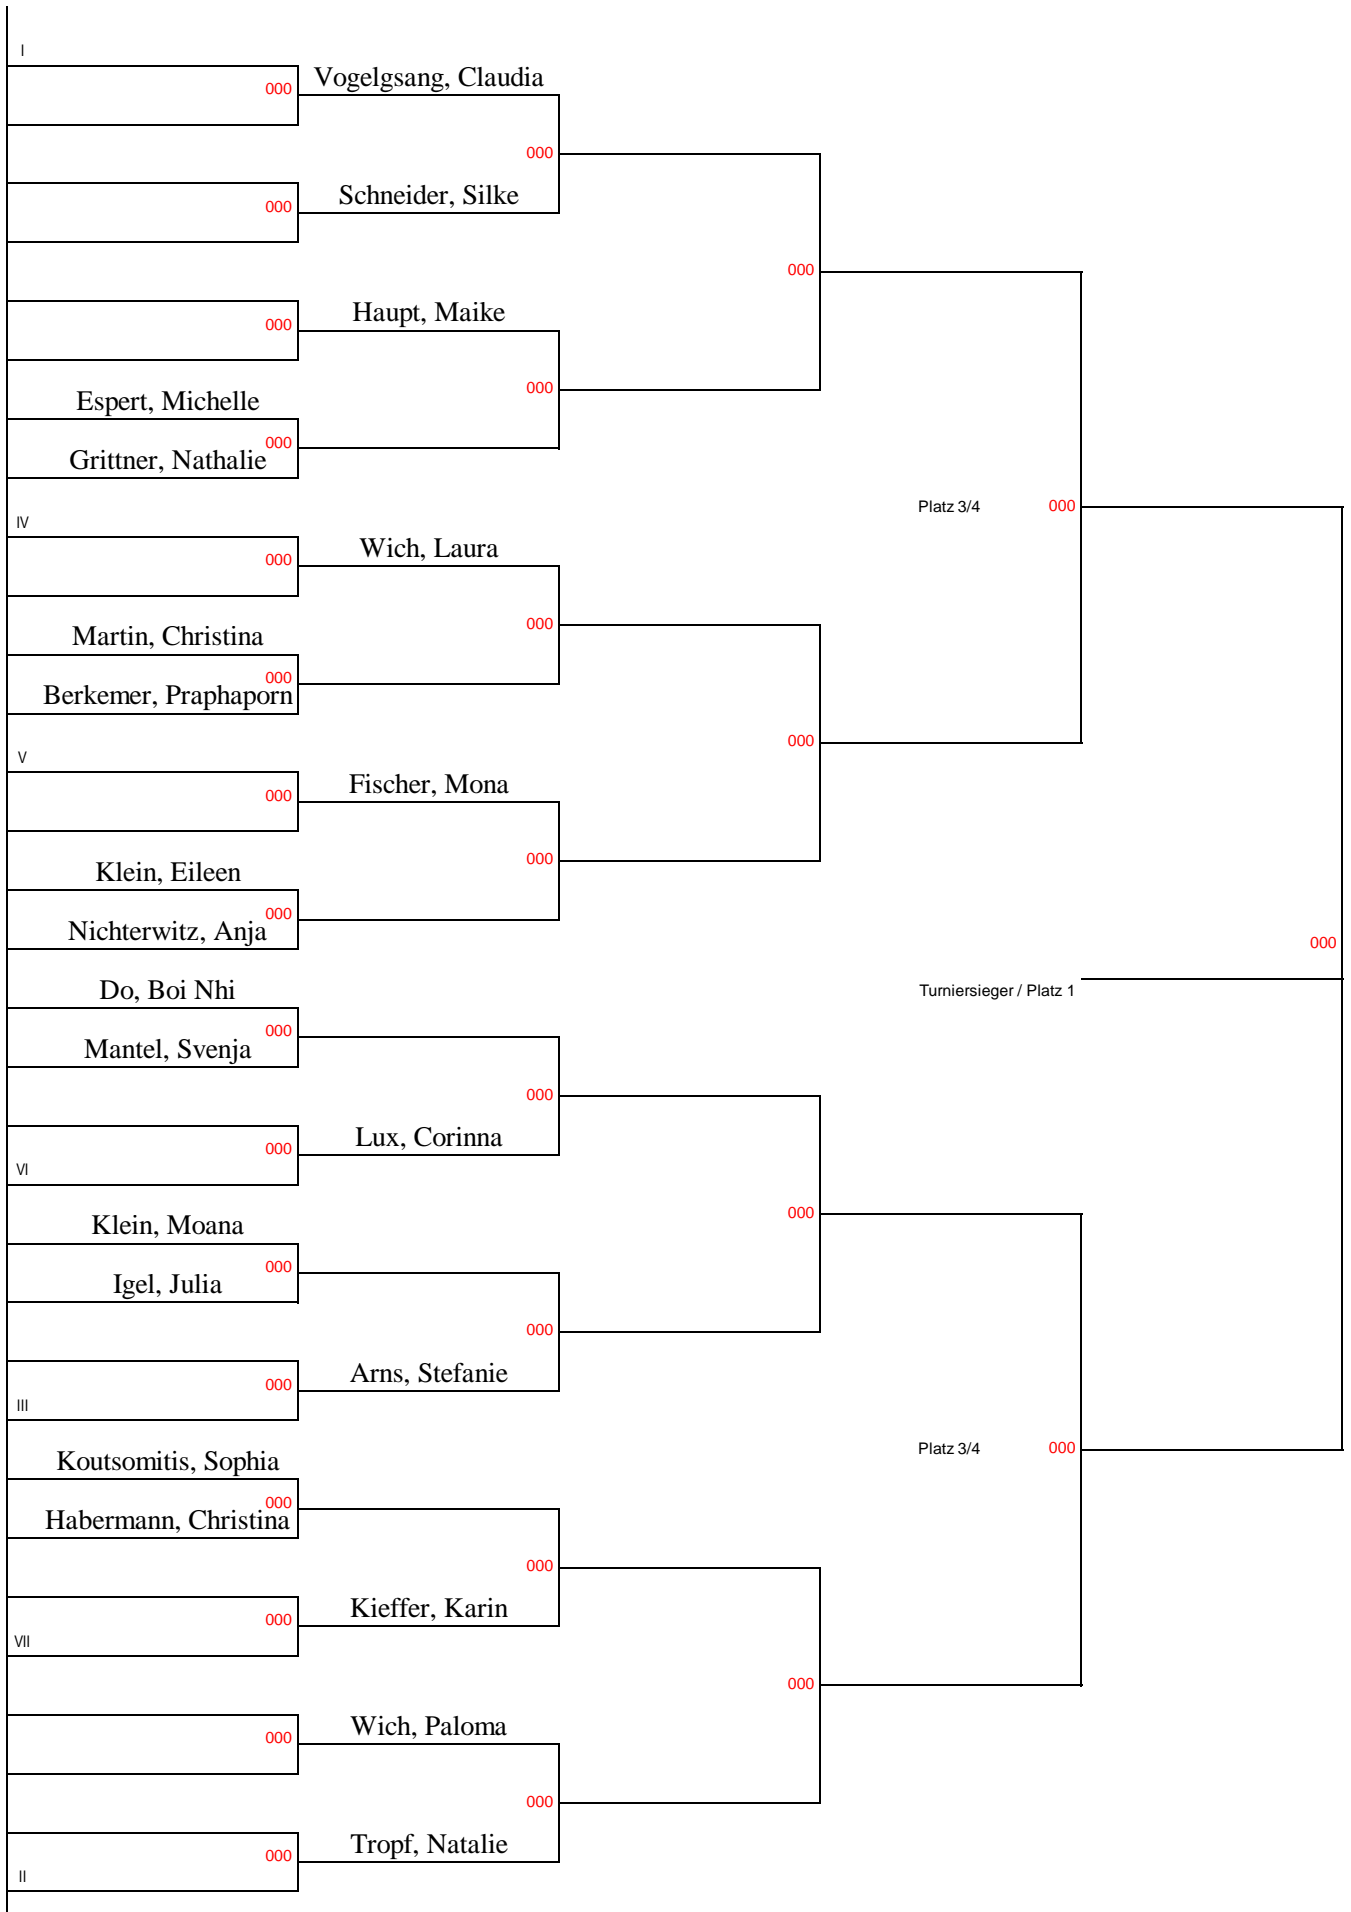 I
000
Vogelgsang, Claudia
000
000
Schneider, Silke
000
000
Haupt, Maike
000
Espert, Michelle
000
Grittner, Nathalie
Platz 3/4
000
IV
000
Wich, Laura
000
Martin, Christina
000
Berkemer, Praphaporn
000
V
000
Fischer, Mona
000
Klein, Eileen
000
Nichterwitz, Anja
000
Do, Boi Nhi
Turniersieger / Platz 1
000
Mantel, Svenja
000
000
Lux, Corinna
VI
000
Klein, Moana
000
Igel, Julia
000
000
Arns, Stefanie
III
Platz 3/4
000
Koutsomitis, Sophia
000
Habermann, Christina
000
000
Kieffer, Karin
VII
000
000
Wich, Paloma
000
000
Tropf, Natalie
II